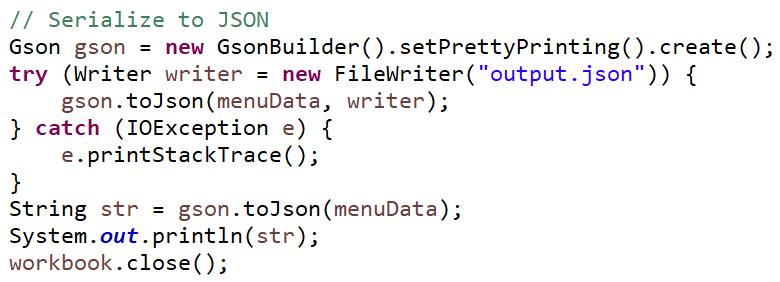 // Serialize to JSON
Gson gson = new GsonBuilder().setPrettyPrinting().create();
try (Writer writer = new FileWriter("output.json")) {
    gson.toJson(menuData, writer);
} catch (IOException e) {
    e.printStackTrace();
}
String str = gson.toJson(menuData);
System.out.println(str);
workbook.close();